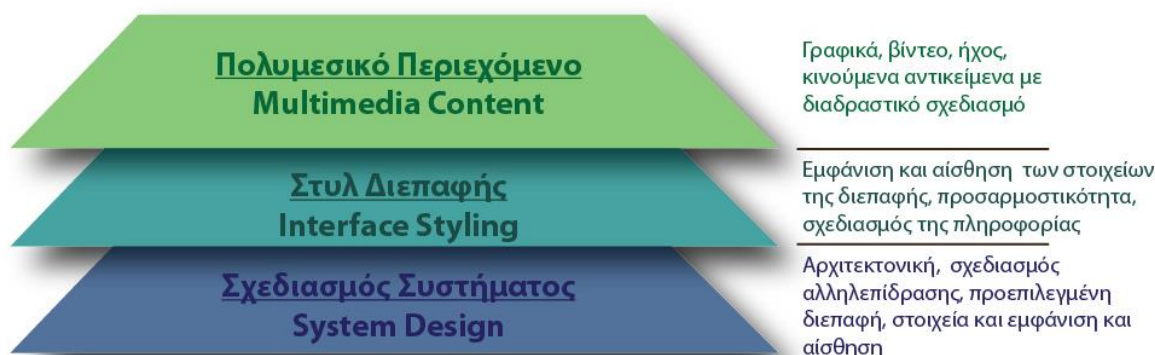 Πολυμεσικό Περιεχόμενο
Multimedia Content
Γραφικά, βίντεο, ήχος,
κινούμενα αντικείμενα με
διαδραστικό σχεδιασμό
Στυλ Διεπαφής
Interface Styling
Εμφάνιση και αίσθηση των στοιχείων
της διεπαφής, προσαρμοστικότητα,
σχεδιασμός της πληροφορίας
Σχεδιασμός Συστήματος
System Design
Αρχιτεκτονική, σχεδιασμός
αλληλεπίδρασης, προεπιλεγμένη
διεπαφή, στοιχεία και εμφάνιση και
αίσθηση